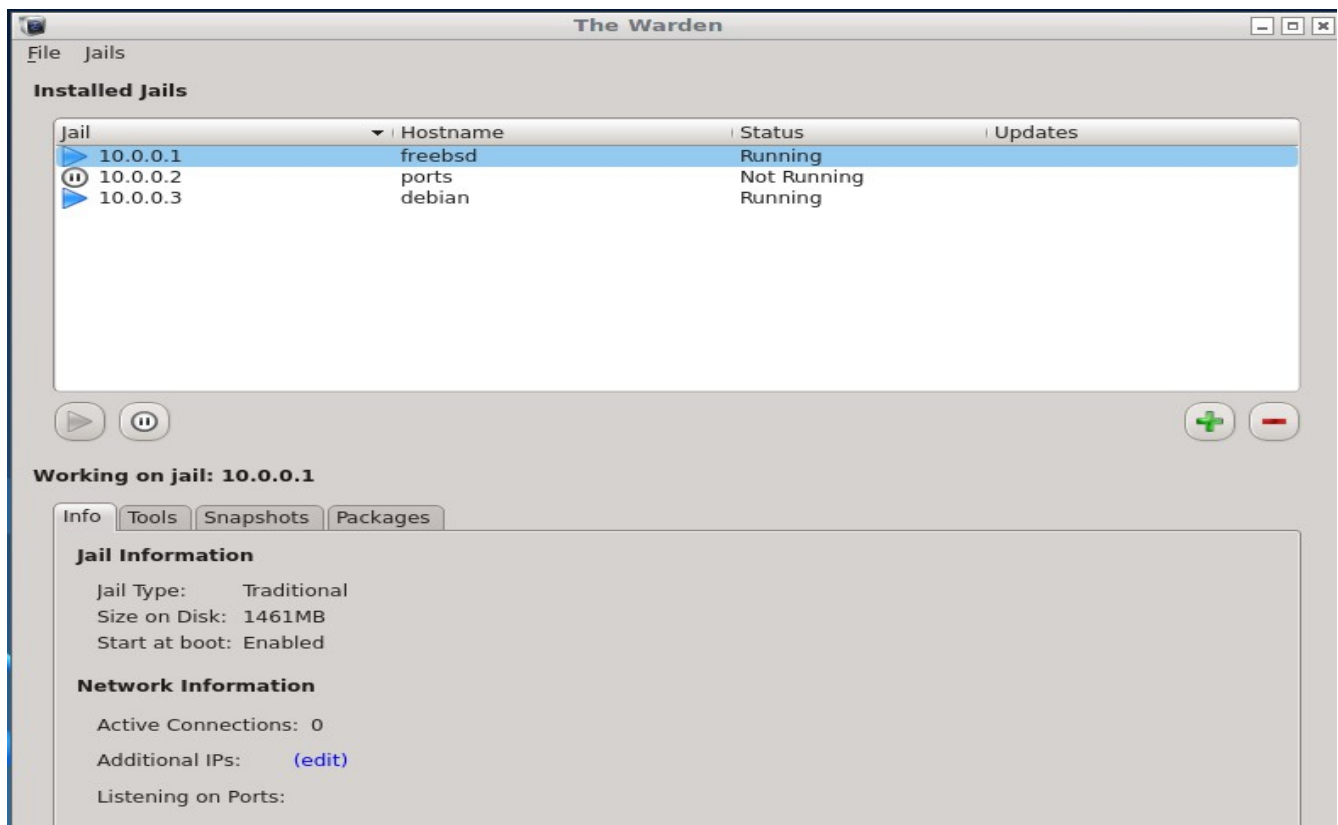 The Warden
File Jails
Installed Jails
Jail Hostname Status Updates
10.0.0.1 freebsd Running
10.0.0.2 ports Not Running
10.0.0.3 debian Running
Working on jail: 10.0.0.1
Info Tools Snapshots Packages
Jail Information
Jail Type: Traditional
Size on Disk: 1461MB
Start at boot: Enabled
Network Information
Active Connections: 0
Additional IPs: (edit)
Listening on Ports: